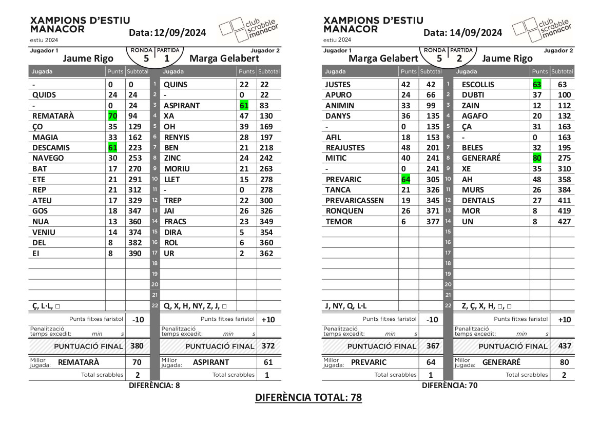 XAMPIONS D'ESTIU
MANACOR
estiu 2024
Data: 12/09/2024
club scrabble manacor
Jugador 1 RONDA PARTIDA Jugador 2
Jaume Rigo 5 1 Marga Gelabert
Jugada Punts Subtotal Jugada Punts Subtotal
- 0 0 1 QUINS 22 22
QUIDS 24 24 2 - 0 22
- 0 24 3 ASPIRANT 61 83
REMATARÀ 70 94 4 XA 47 130
ÇO 35 129 5 OH 39 169
MAGIA 33 162 6 RENYIS 28 197
DESCAMIS 61 223 7 BEN 21 218
NAVEGO 30 253 8 ZINC 24 242
BAT 17 270 9 MORIU 21 263
ETE 21 291 10 LLET 15 278
REP 21 312 11 - 0 278
ATEU 17 329 12 TREP 22 300
GOS 18 347 13 JAI 26 326
NUA 13 360 14 FRACS 23 349
VENIU 14 374 15 DIRA 5 354
DEL 8 382 16 ROL 6 360
EI 8 390 17 UR 2 362
18
19
20
21
Ç, L·L, □ 22 Q, X, H, NY, Z, J, □
Punts fitxes faristol -10 Punts fitxes faristol +10
Penalització temps excedit: min s Penalització temps excedit: min s
PUNTUACIÓ FINAL 380 PUNTUACIÓ FINAL 372
Millor jugada: REMATARÀ 70 Millor jugada: ASPIRANT 61
Total scrabbles 2 Total scrabbles 1
DIFERÈNCIA: 8
XAMPIONS D'ESTIU
MANACOR
estiu 2024
Data: 14/09/2024
club scrabble manacor
Jugador 1 RONDA PARTIDA Jugador 2
Marga Gelabert 5 2 Jaume Rigo
Jugada Punts Subtotal Jugada Punts Subtotal
JUSTES 42 42 1 ESCOLLIS 63 63
APURO 24 66 2 DUBTI 37 100
ANIMIN 33 99 3 ZAIN 12 112
DANYS 36 135 4 AGAFO 20 132
- 0 135 5 ÇA 31 163
AFIL 18 153 6 - 0 163
REAJUSTES 48 201 7 BELES 32 195
MITIC 40 241 8 GENERARÉ 80 275
- 0 241 9 XE 35 310
PREVARIC 64 305 10 AH 48 358
TANCA 21 326 11 MURS 26 384
PREVARICASSEN 19 345 12 DENTALS 27 411
RONQUEN 26 371 13 MOR 8 419
TEMOR 6 377 14 UN 8 427
15
16
17
18
19
20
21
J, NY, Q, L·L 22 Z, Ç, X, H, □, □
Punts fitxes faristol -10 Punts fitxes faristol +10
Penalització temps excedit: min s Penalització temps excedit: min s
PUNTUACIÓ FINAL 367 PUNTUACIÓ FINAL 437
Millor jugada: PREVARIC 64 Millor jugada: GENERARÉ 80
Total scrabbles 1 Total scrabbles 2
DIFERÈNCIA: 70
DIFERÈNCIA TOTAL: 78